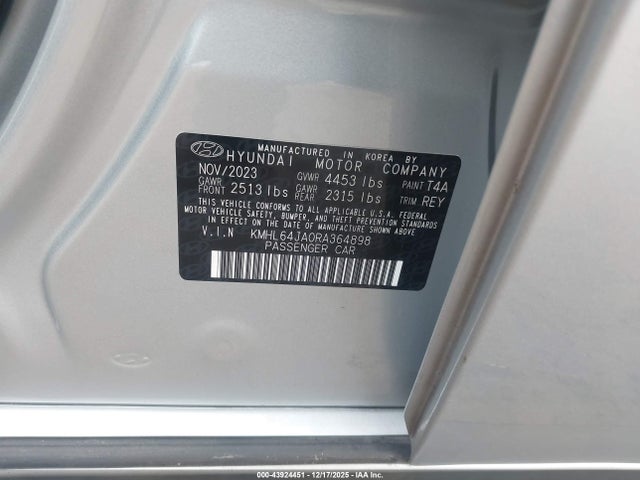 MANUFACTURED IN KOREA BY
HYUNDAI MOTOR COMPANY
NOV/2023 GVWR 4453 lbs PAINT T4A
GAWR FRONT 2513 lbs GAWR REAR 2315 lbs TRIM REY
THIS VEHICLE CONFORMS TO ALL APPLICABLE U.S.A. FEDERAL
MOTOR VEHICLE SAFETY, BUMPER, AND THEFT PREVENTION
STANDARDS IN EFFECT ON THE DATE OF MANUFACTURE SHOWN ABOVE.
V.I.N KMHL64JA0RA364898
PASSENGER CAR
000-43924451 - 12/17/2025 - IAA Inc.